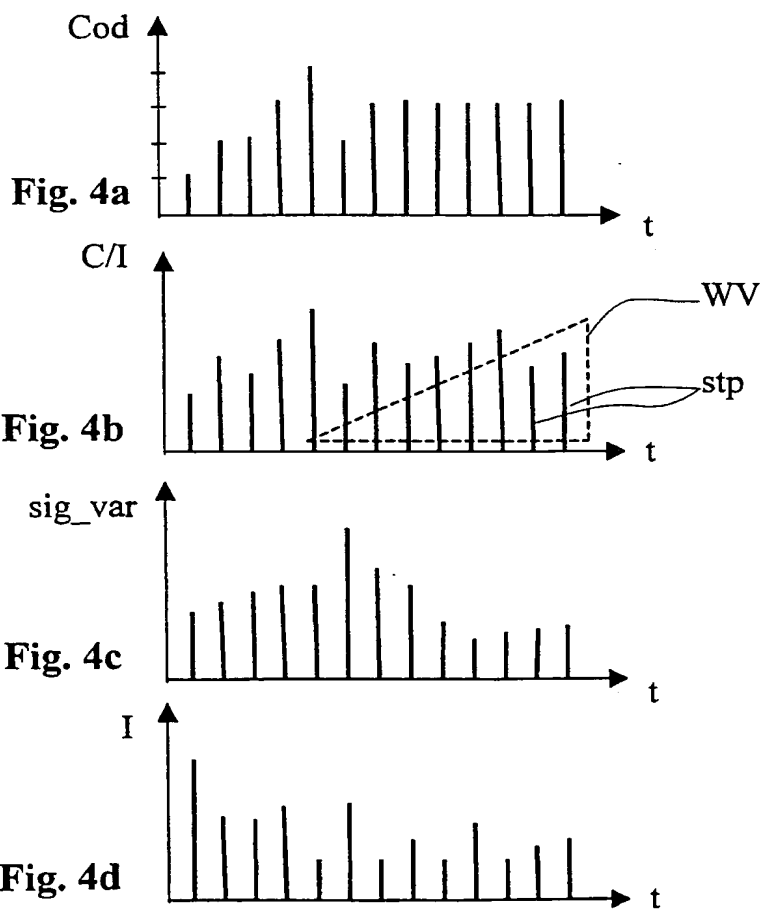 Cod
Fig. 4a
t
C/I
WV
stp
Fig. 4b
t
sig_var
Fig. 4c
t
I
Fig. 4d
t